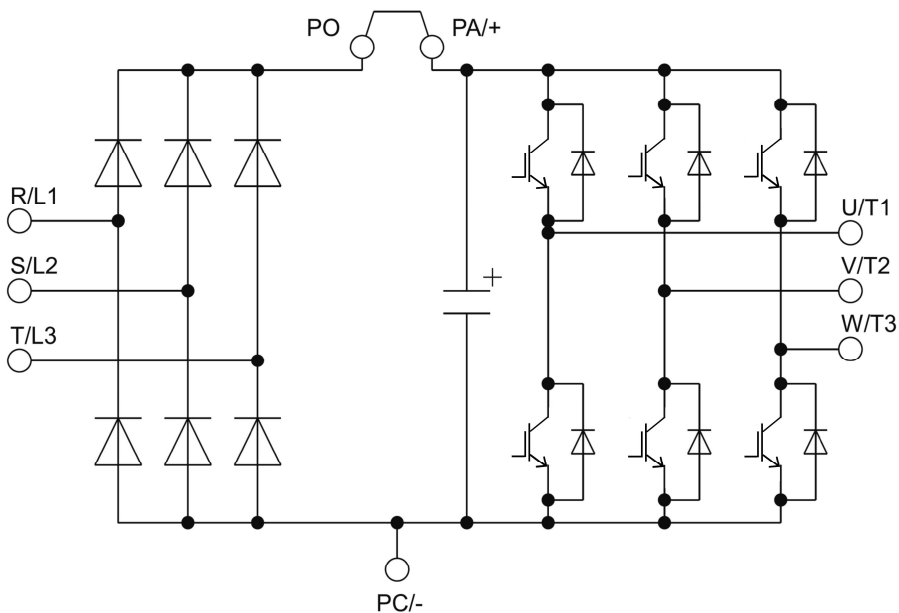 PO
PA/+
R/L1
S/L2
T/L3
+
U/T1
V/T2
W/T3
PC/-